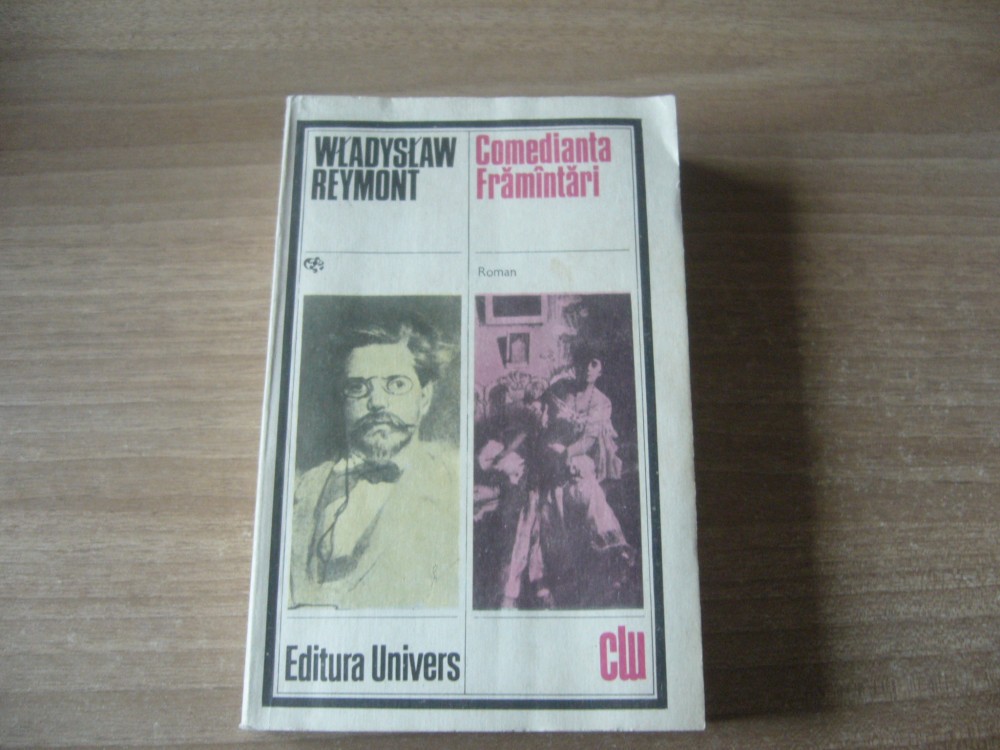 WŁADYSŁAW
REYMONT
Comedianta
Frămîntări
Roman
Editura Univers
clu